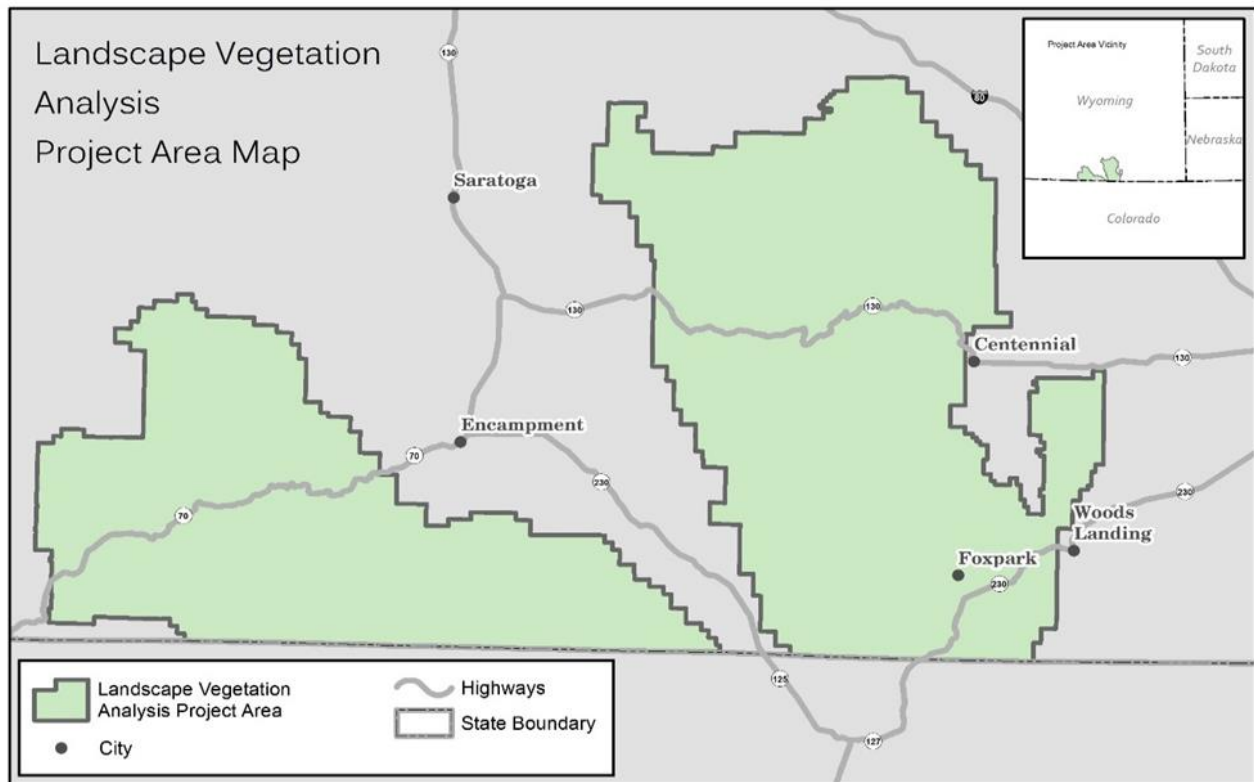 Landscape Vegetation
Analysis
Project Area Map
Project Area Vicinity
South
Dakota
Wyoming
Nebraska
Colorado
130
80
Saratoga
130
130
Centennial
130
Encampment
70
230
70
230
Woods
Landing
Foxpark
230
125
127
Landscape Vegetation
Analysis Project Area
City
Highways
State Boundary